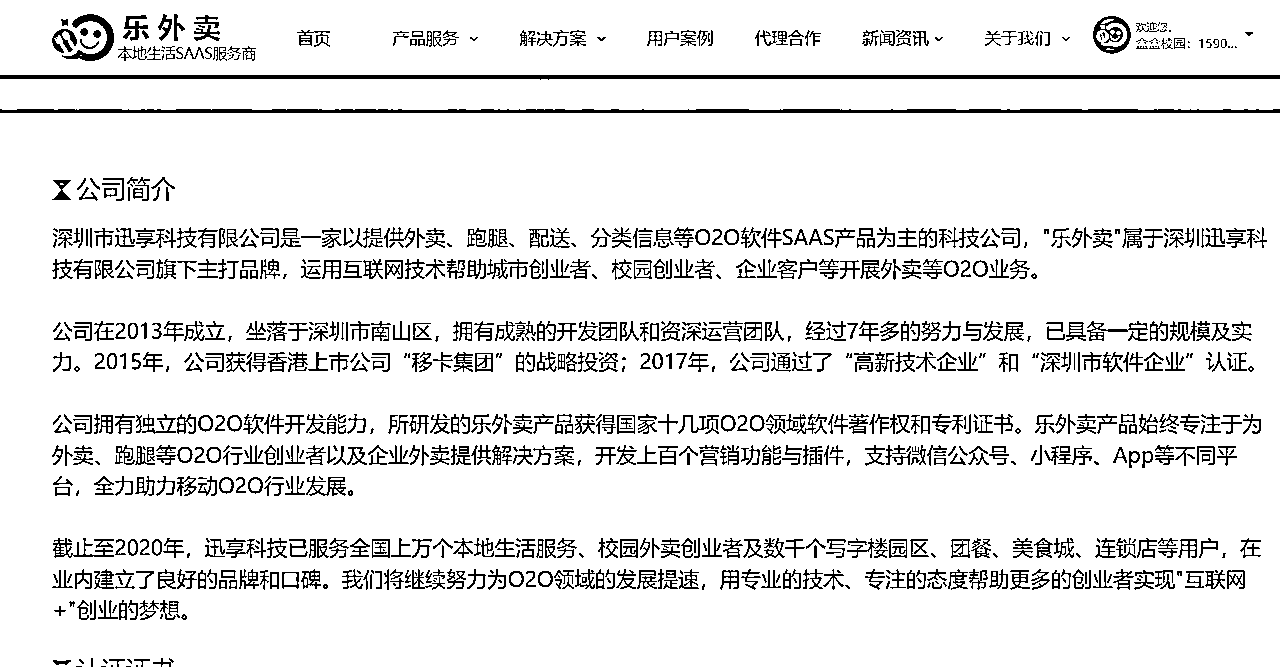 乐外卖
本地生活SAAS服务商
首页
产品服务
解决方案
用户案例
代理合作
新闻资讯
关于我们
欢迎您,
盒盒校园：1590...
公司简介
深圳市迅享科技有限公司是一家以提供外卖、跑腿、配送、分类信息等O2O软件SAAS产品为主的科技公司，"乐外卖"属于深圳迅享科
技有限公司旗下主打品牌，运用互联网技术帮助城市创业者、校园创业者、企业客户等开展外卖等O2O业务。
公司在2013年成立，坐落于深圳市南山区，拥有成熟的开发团队和资深运营团队，经过7年多的努力与发展，已具备一定的规模及实
力。2015年，公司获得香港上市公司“移卡集团”的战略投资；2017年，公司通过了“高新技术企业”和“深圳市软件企业”认证。
公司拥有独立的O2O软件开发能力，所研发的乐外卖产品获得国家十几项O2O领域软件著作权和专利证书。乐外卖产品始终专注于为
外卖、跑腿等O2O行业创业者以及企业外卖提供解决方案，开发上百个营销功能与插件，支持微信公众号、小程序、App等不同平
台，全力助力移动O2O行业发展。
截止至2020年，迅享科技已服务全国上万个本地生活服务、校园外卖创业者及数千个写字楼园区、团餐、美食城、连锁店等用户，在
业内建立了良好的品牌和口碑。我们将继续努力为O2O领域的发展提速，用专业的技术、专注的态度帮助更多的创业者实现"互联网
+"创业的梦想。
认证证书